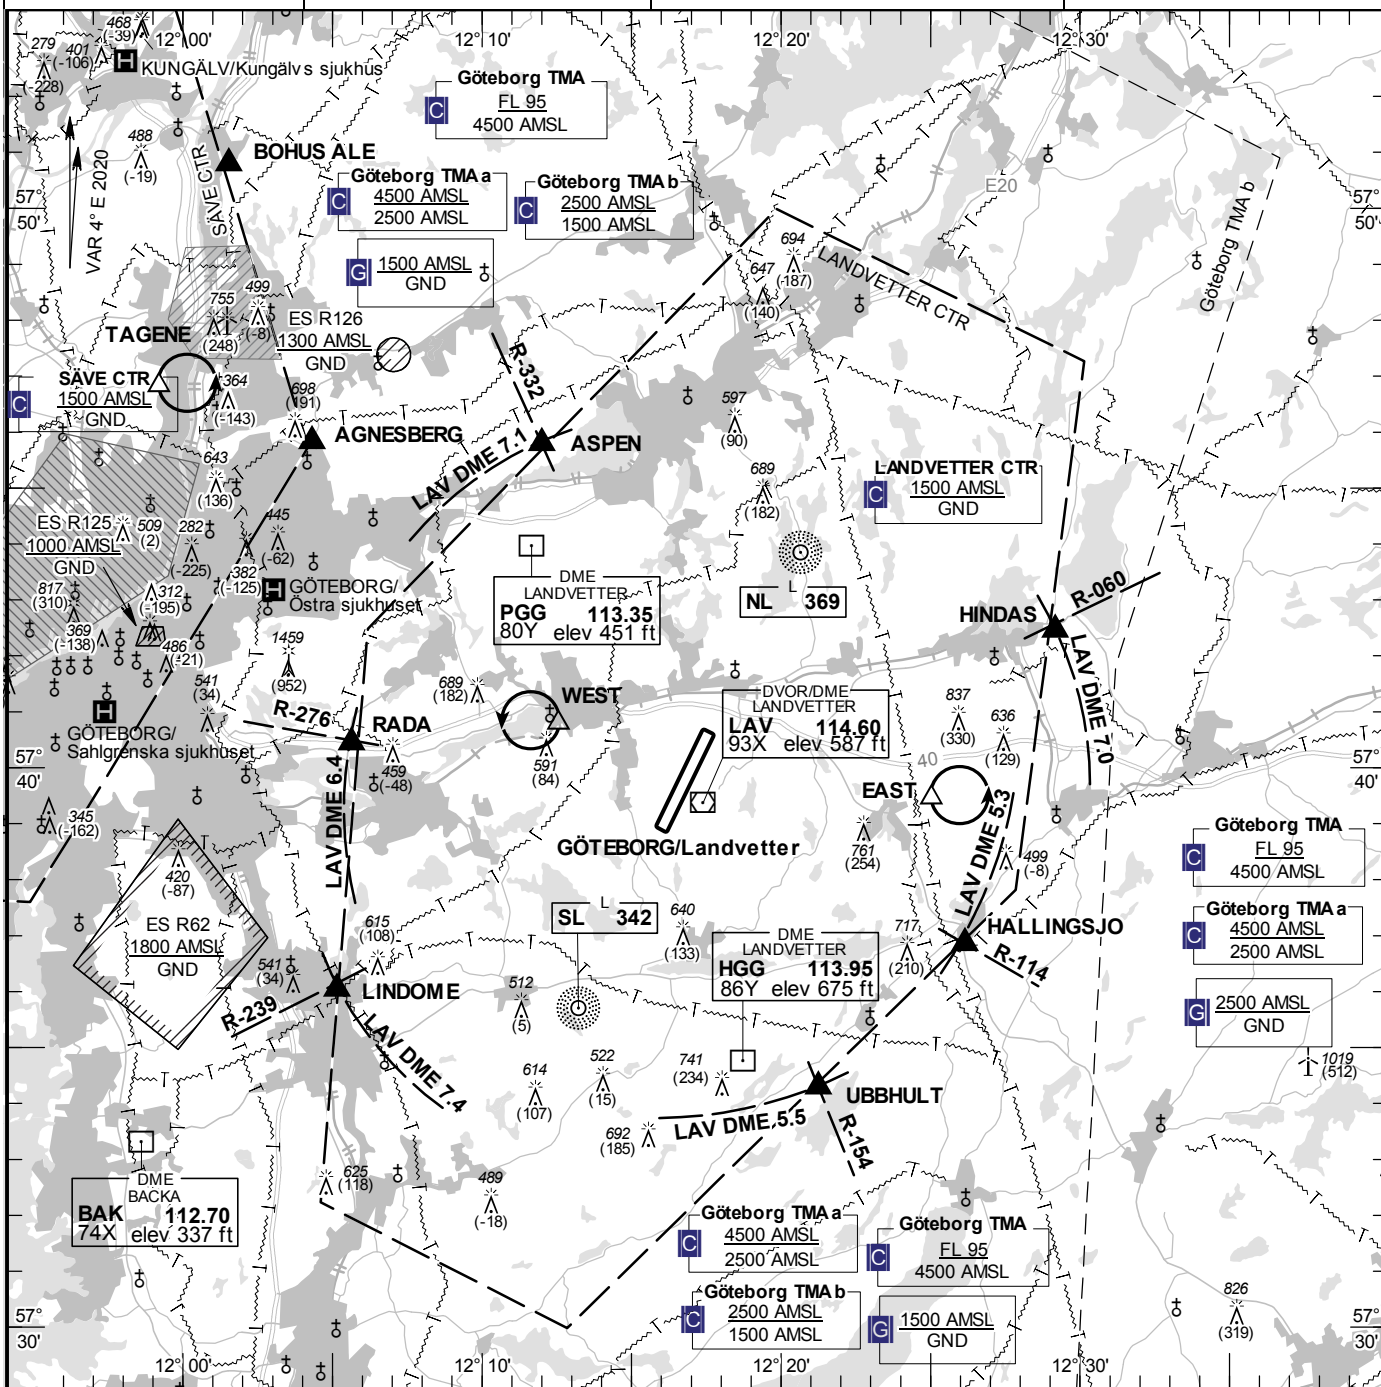 12°00'
12°10'
12°20'
12°30'
468
(-39)
279
(-228)
401
(-106)
H
KUNGÄLV/Kungälvs sjukhus
Göteborg TMA
C
FL 95
4500 AMSL
488
(-19)
VAR 4° E 2020
SÄVE CTR
BOHUS ALE
Göteborg TMA a
C
4500 AMSL
2500 AMSL
Göteborg TMA b
C
2500 AMSL
1500 AMSL
E20
57°
50'
57°
50'
Göteborg TMA b
G
1500 AMSL
GND
694
(-187)
647
(140)
LANDVETTER CTR
755
(248)
499
(-8)
ES R126
1300 AMSL
GND
TAGENE
SÄVE CTR
C
1500 AMSL
GND
364
(-143)
698
(191)
R-332
597
(90)
AGNESBERG
ASPEN
LAV DME 7.1
643
(136)
689
(182)
LANDVETTER CTR
C
1500 AMSL
GND
ES R125
1000 AMSL
GND
509
(2)
282
(-225)
445
(-62)
382
(-125)
H
GÖTEBORG/
Östra sjukhuset
DME
LANDVETTER
PGG 113.35
80Y elev 451 ft
L
NL 369
R-060
HINDAS
LAV DME 7.0
817
(310)
312
(-195)
369
(-138)
486
(-21)
1459
(952)
541
(34)
689
(182)
WEST
R-276
RADA
DVOR/DME
LANDVETTER
LAV 114.60
93X elev 587 ft
837
(330)
636
(129)
H
GÖTEBORG/
Sahlgrenska sjukhuset
459
(-48)
591
(84)
40
57°
40'
57°
40'
EAST
LAV DME 6.4
LAV DME 5.3
345
(-162)
GÖTEBORG/Landvetter
761
(254)
499
(-8)
Göteborg TMA
C
FL 95
4500 AMSL
420
(-87)
ES R62
1800 AMSL
GND
615
(108)
L
SL 342
640
(133)
717
(210)
HALLINGSJO
Göteborg TMA a
C
4500 AMSL
2500 AMSL
DME
LANDVETTER
HGG 113.95
86Y elev 675 ft
R-114
541
(34)
LINDOME
R-239
512
(5)
G
2500 AMSL
GND
LAV DME 7.4
1019
(512)
614
(107)
522
(15)
741
(234)
UBBHULT
692
(185)
LAV DME 5.5
R-154
DME
BACKA
BAK 112.70
74X elev 337 ft
625
(118)
489
(-18)
Göteborg TMA a
C
4500 AMSL
2500 AMSL
Göteborg TMA
C
FL 95
4500 AMSL
Göteborg TMA b
C
2500 AMSL
1500 AMSL
G
1500 AMSL
GND
826
(319)
57°
30'
57°
30'
12°00'
12°10'
12°20'
12°30'